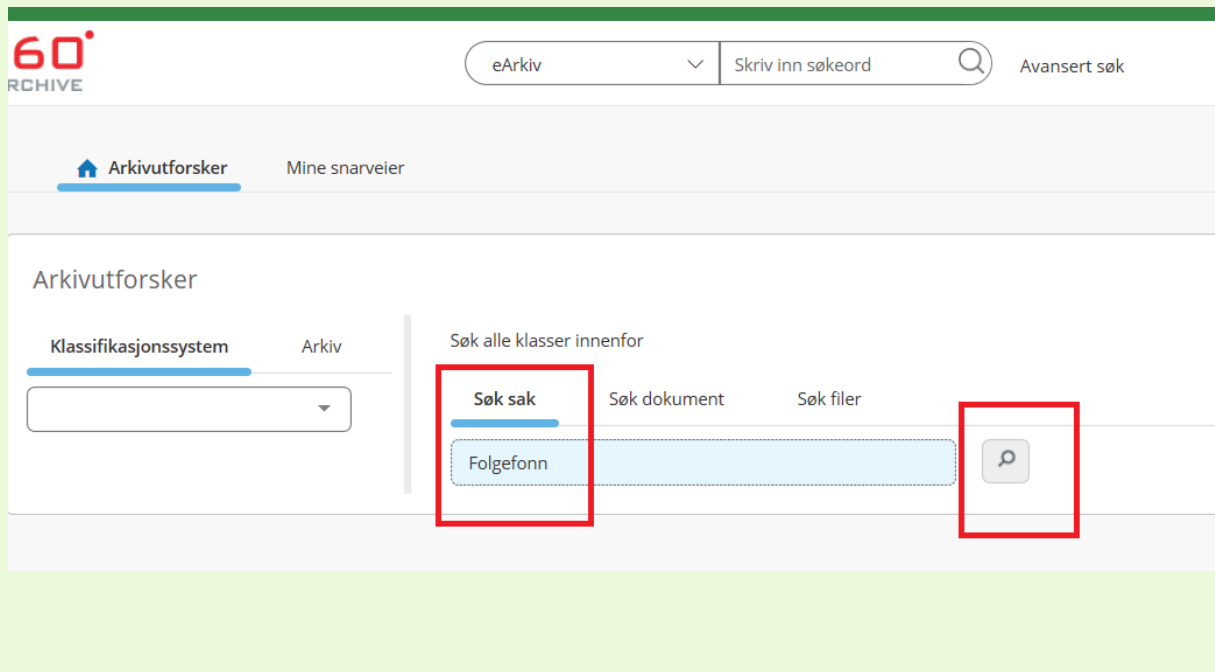 60°
RCHIVE
eArkiv
Skriv inn søkeord
Avansert søk
Arkivutforsker
Mine snarveier
Arkivutforsker
Klassifikasjonssystem
Arkiv
Søk alle klasser innenfor
Søk sak
Søk dokument
Søk filer
Folgefonn